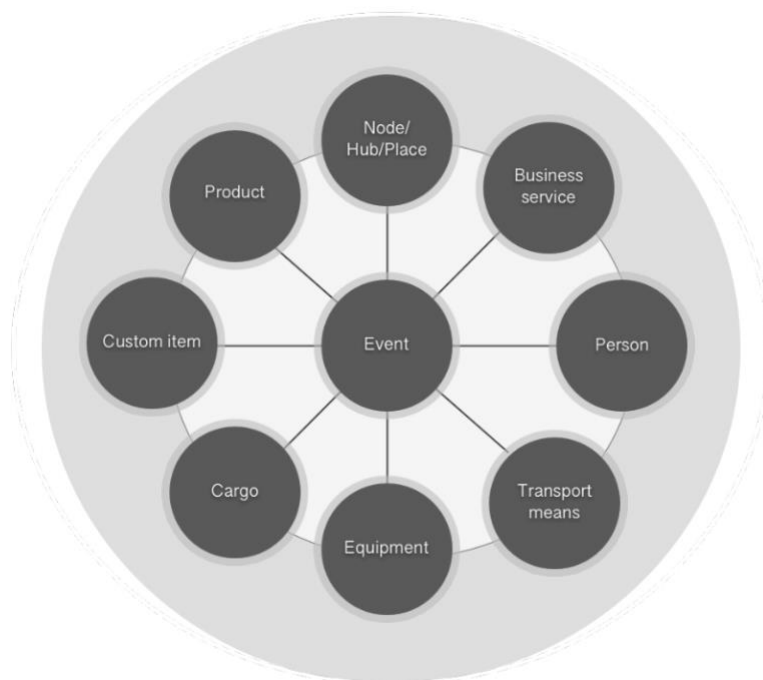 Node/
Hub/Place
Business
service
Product
Custom item
Event
Person
Cargo
Transport
means
Equipment